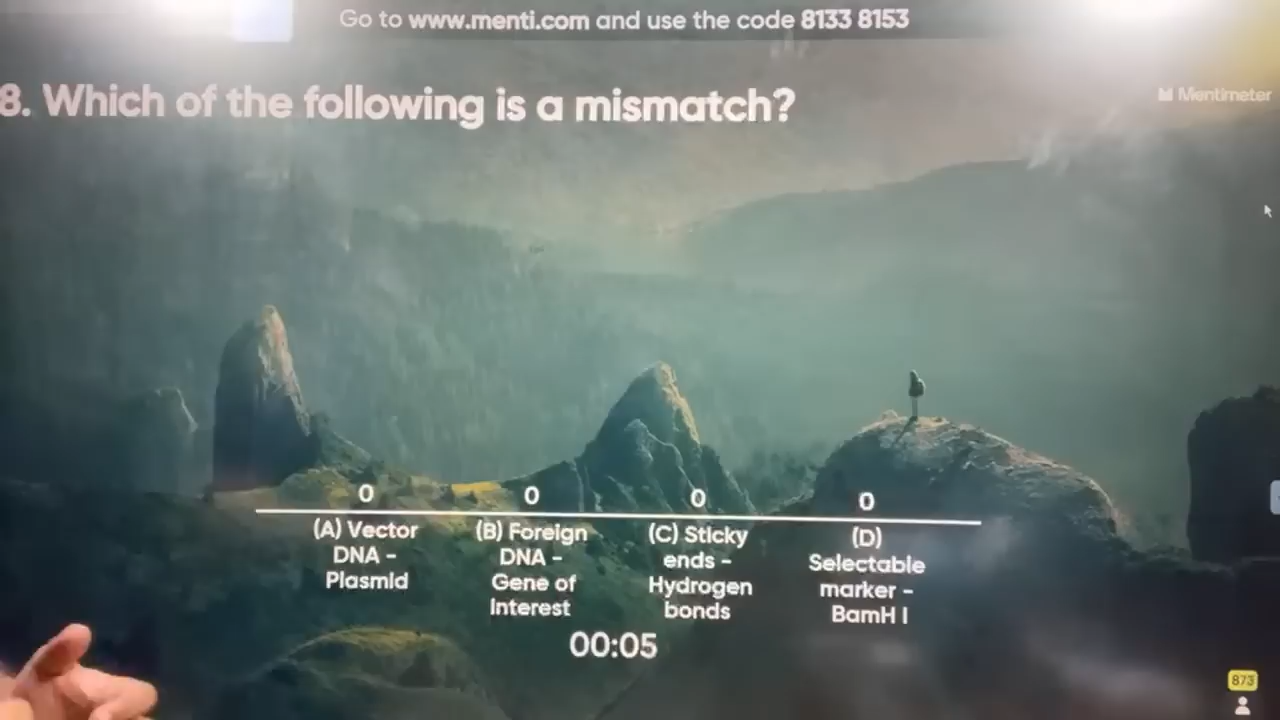 Go to www.menti.com and use the code 8133 8153
8. Which of the following is a mismatch?
Mentimeter
0
0
0
0
(A) Vector
DNA -
Plasmid
(B) Foreign
DNA -
Gene of
Interest
(C) Sticky
ends -
Hydrogen
bonds
(D)
Selectable
marker -
BamH I
00:05
873